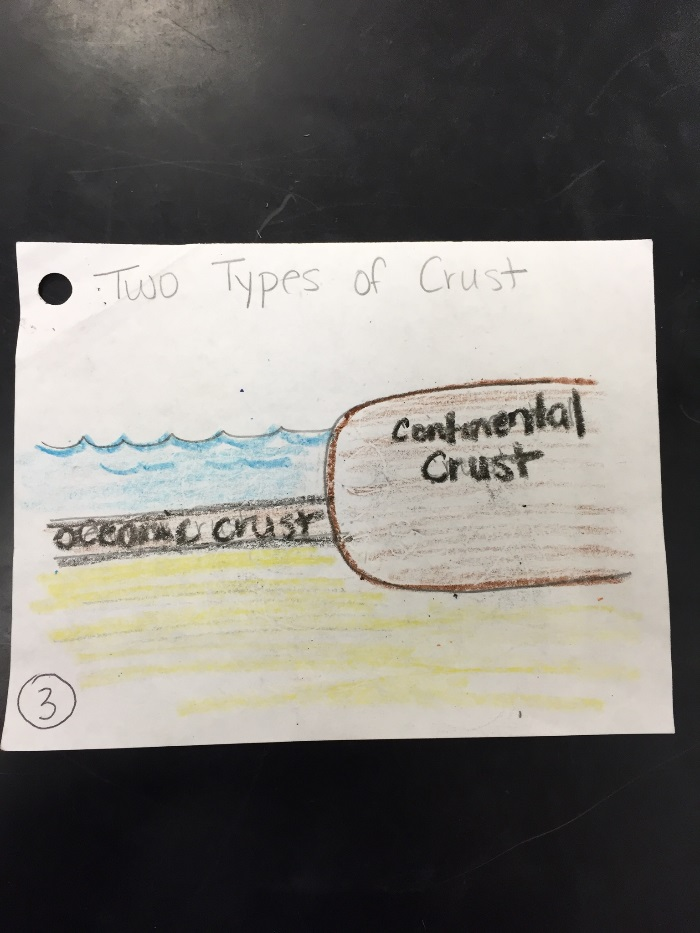 Two Types of Crust
Continental
Crust
oceanic crust
3